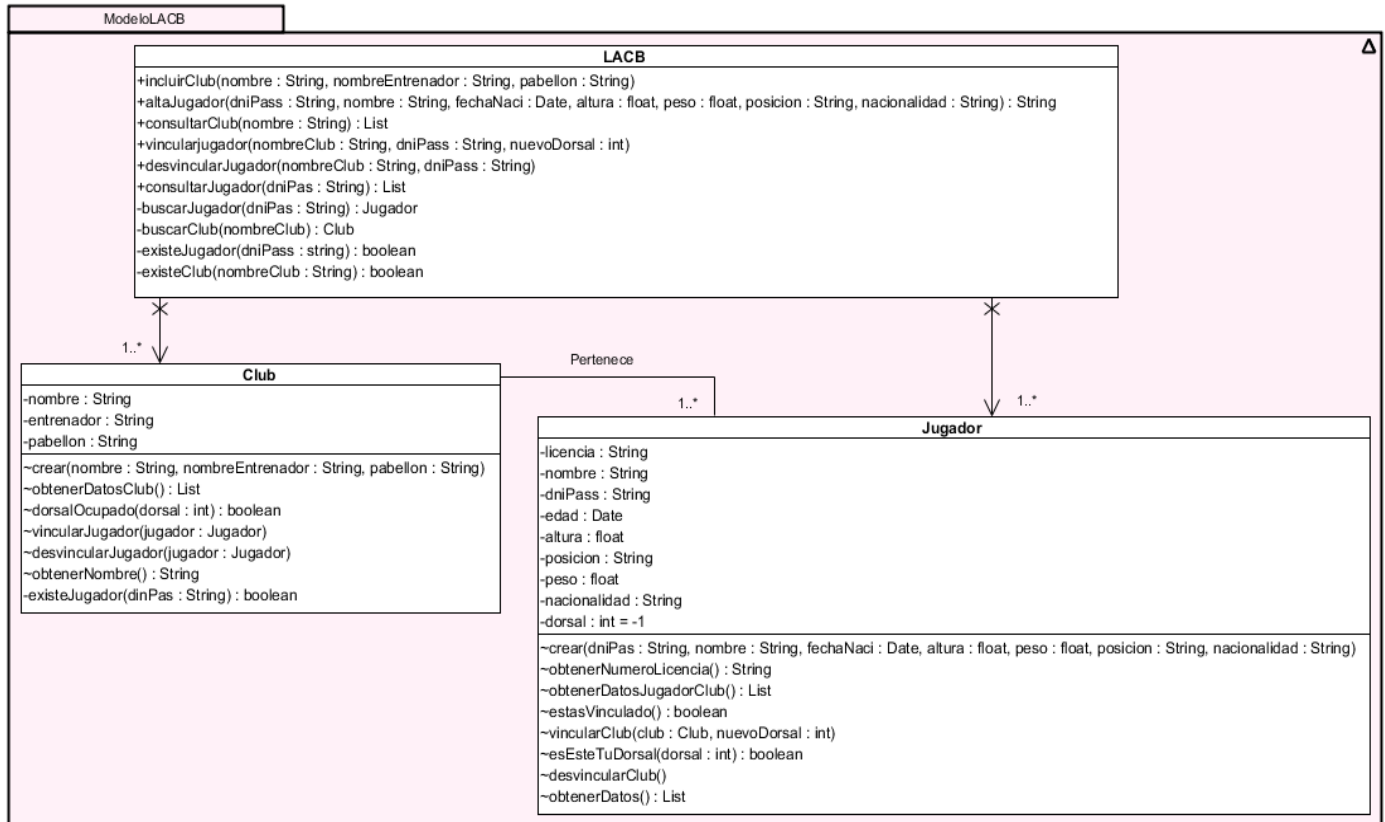 ModeloLACB
LACB
+incluirClub(nombre : String, nombreEntrenador : String, pabellon : String)
+altaJugador(dniPass : String, nombre : String, fechaNaci : Date, altura : float, peso : float, posicion : String, nacionalidad : String) : String
+consultarClub(nombre : String) : List
+vincularjugador(nombreClub : String, dniPass : String, nuevoDorsal : int)
+desvincularJugador(nombreClub : String, dniPass : String)
+consultarJugador(dniPas : String) : List
-buscarJugador(dniPas : String) : Jugador
-buscarClub(nombreClub) : Club
-existeJugador(dniPass : string) : boolean
-existeClub(nombreClub : String) : boolean
1..*
Club
-nombre : String
-entrenador : String
-pabellon : String
~crear(nombre : String, nombreEntrenador : String, pabellon : String)
~obtenerDatosClub() : List
~dorsalOcupado(dorsal : int) : boolean
~vincularJugador(jugador : Jugador)
~desvincularJugador(jugador : Jugador)
~obtenerNombre() : String
-existeJugador(dinPas : String) : boolean
Pertenece
1..*
1..*
Jugador
-licencia : String
-nombre : String
-dniPass : String
-edad : Date
-altura : float
-posicion : String
-peso : float
-nacionalidad : String
-dorsal : int = -1
~crear(dniPas : String, nombre : String, fechaNaci : Date, altura : float, peso : float, posicion : String, nacionalidad : String)
~obtenerNumeroLicencia() : String
~obtenerDatosJugadorClub() : List
~estasVinculado() : boolean
~vincularClub(club : Club, nuevoDorsal : int)
~esEsteTuDorsal(dorsal : int) : boolean
~desvincularClub()
~obtenerDatos() : List